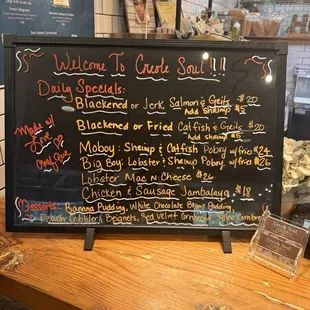 Welcome To Creole Soul !!!
Daily Specials:
Blackened or Jerk Salmon & Grits $20
Add Shrimp $5
Blackened or Fried Catfish & Grits $20
Add Shrimp $5
Moboy: Shrimp & Catfish Poboy w/ fries $24
Big Boy: Lobster & Shrimp Poboy w/ fries $26
Lobster Mac n Cheese $26
Chicken & Sausage Jambalaya $18
Made w/
Love
Desserts: Banana Pudding, White Chocolate Bread Pudding
Peach Cobbler, Beignets, Red Velvet